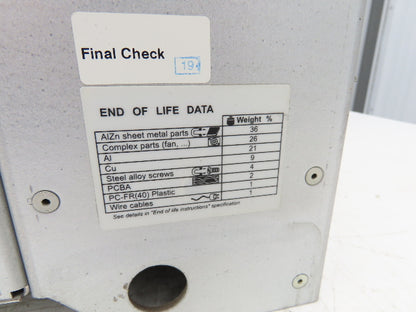 Final Check
19
END OF LIFE DATA
Weight %
AlZn sheet metal parts 36
Complex parts (fan, ...) 26
Al 21
Cu 9
Steel alloy screws 4
PCBA 2
PC-FR(40) Plastic 1
Wire cables 1
See details in "End of life instructions" specification